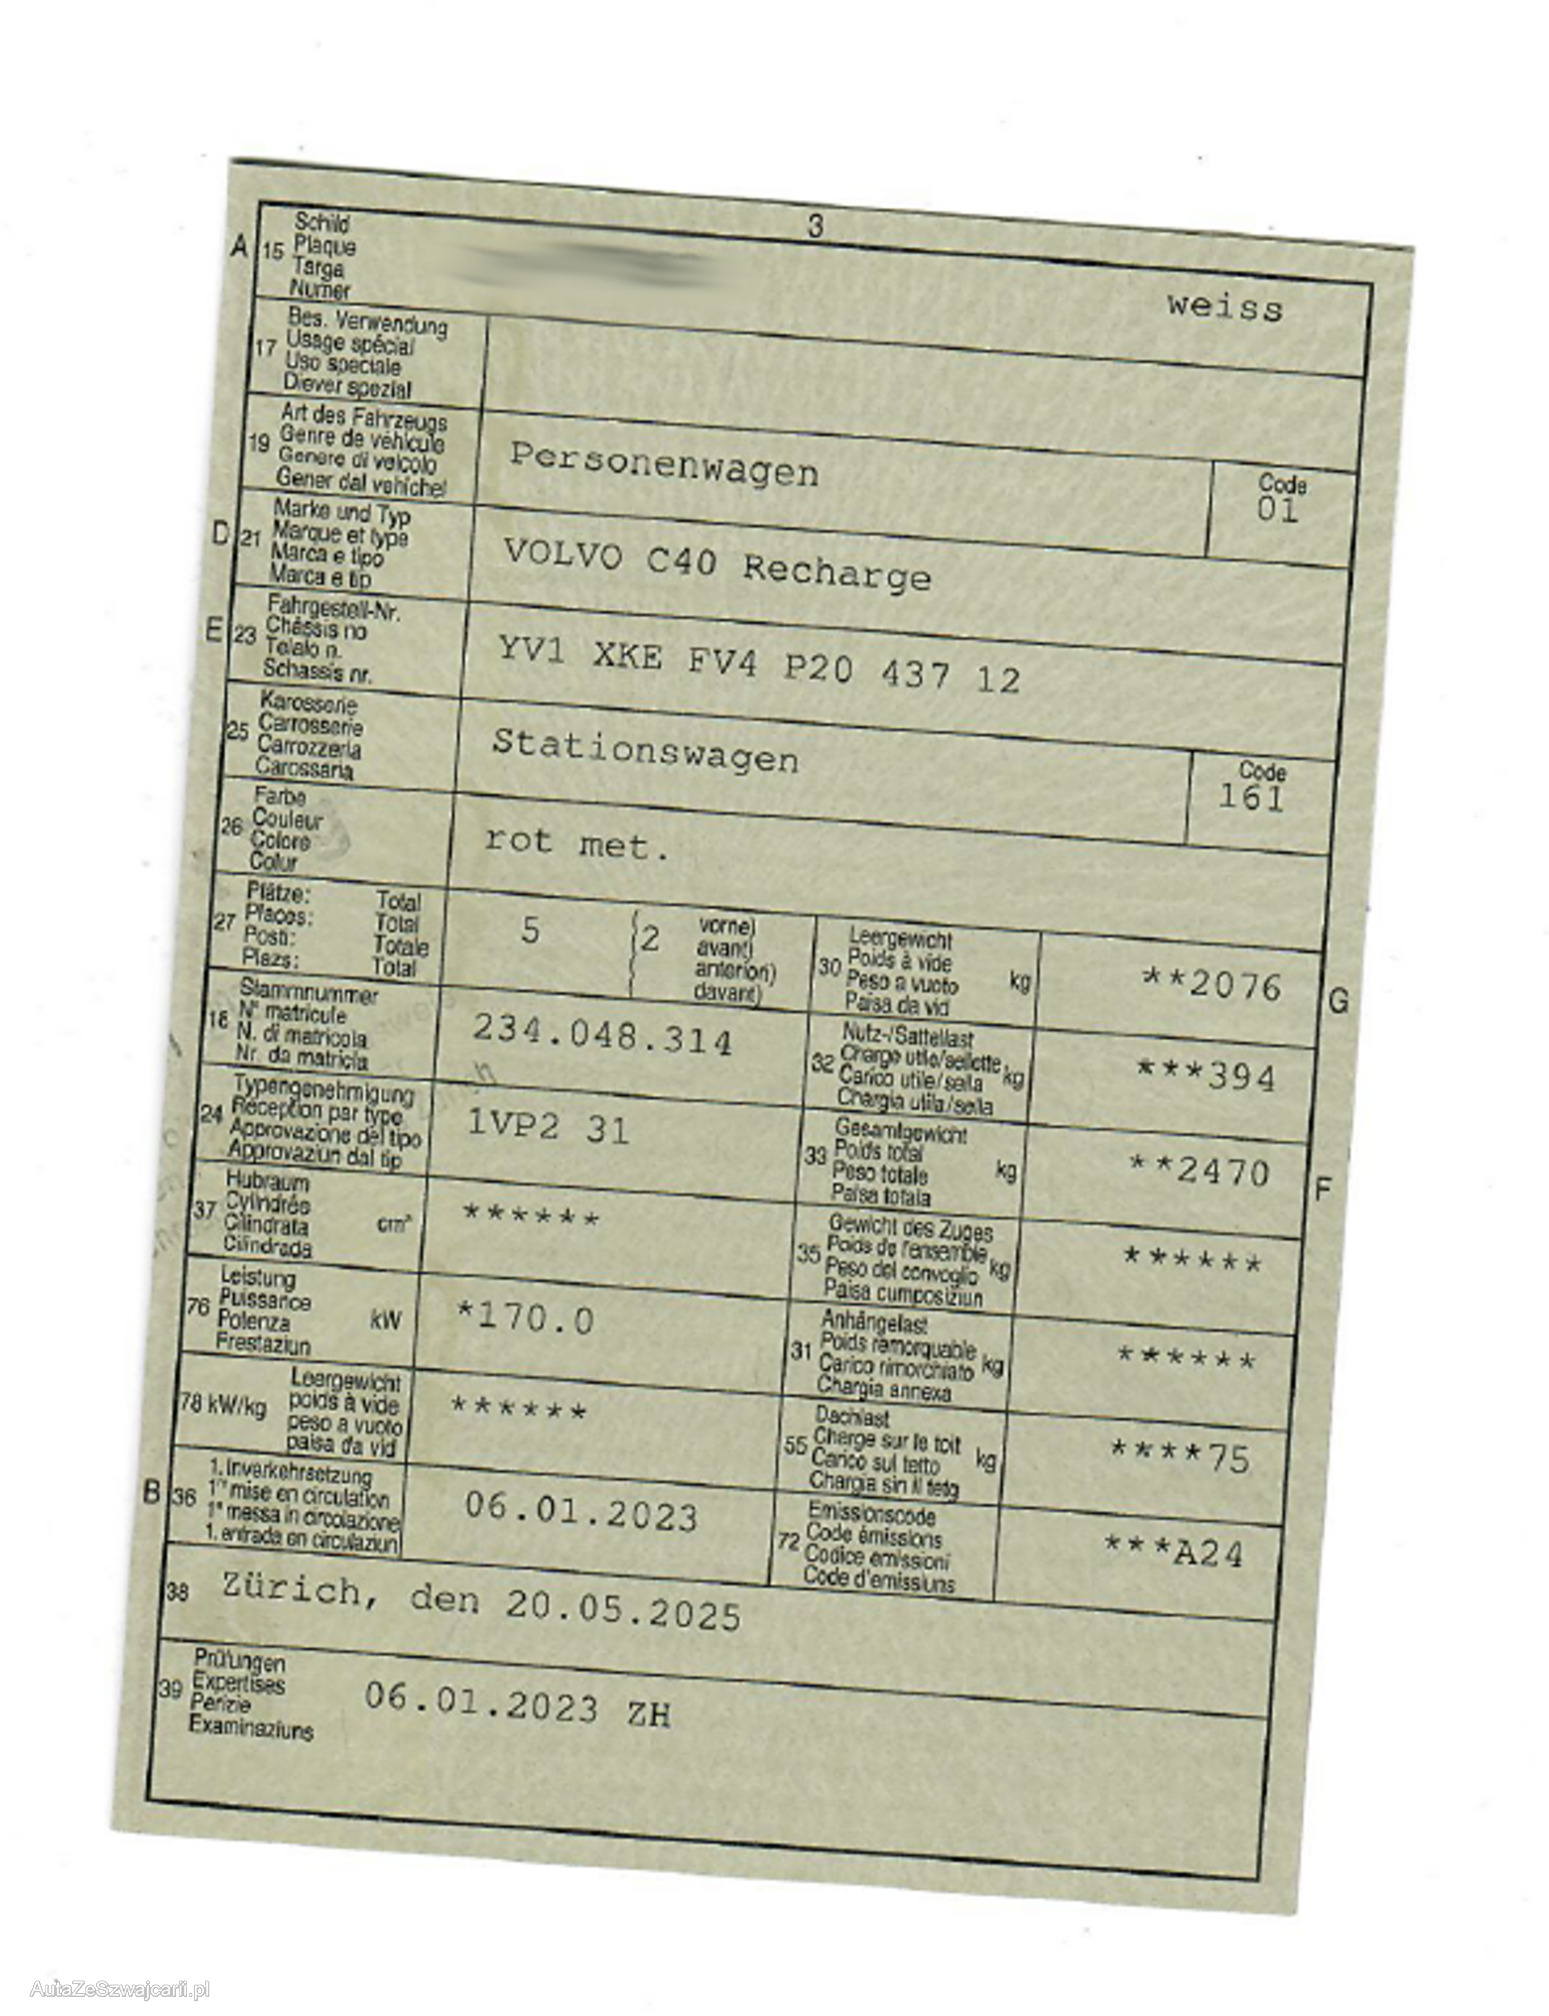 3
A 15 Schild
Plaque
Targa
Numer
weiss
17 Bes. Verwendung
Usage spécial
Uso speciale
Diever spezial
19 Art des Fahrzeugs
Genre de véhicule
Genere di veicolo
Gener dal vehichel
Personenwagen
Code
01
D 21 Marke und Typ
Marque et type
Marca e tipo
Marca e tip
VOLVO C40 Recharge
E 23 Fahrgestell-Nr.
Châssis no
Telaio n.
Schassis nr.
YV1 XKE FV4 P20 437 12
25 Karosserie
Carrosserie
Carrozzeria
Carossaria
Stationswagen
Code
161
26 Farbe
Couleur
Colore
Colur
rot met.
27 Plätze: Total
Places: Total
Posti: Totale
Plazs: Total
5 2 vorne)
avant)
anteriori)
davant)
30 Leergewicht
Poids à vide
Peso a vuoto
Paisa da vid
kg
**2076
G
18 Stammnummer
N° matricule
N. di matricola
Nr. da matricla
234.048.314
32 Nutz-/Sattellast
Charge utile/sellette
Carico utile/sella
Chargia utila/sella
kg
***394
24 Typengenehmigung
Réception par type
Approvazione del tipo
Approvaziun dal tip
1VP2 31
33 Gesamtgewicht
Poids total
Peso totale
Paisa totala
kg
**2470
F
37 Hubraum
Cylindrée
Cilindrata
Cilindrada
cm³
******
35 Gewicht des Zuges
Poids de l'ensemble
Peso del convoglio
Paisa cumposiziun
kg
******
76 Leistung
Puissance
Potenza
Prestaziun
kW
*170.0
31 Anhängelast
Poids remorquable
Carico rimorchiato
Chargia annexa
kg
******
78 kW/kg Leergewicht
poids à vide
peso a vuoto
paisa da vid
******
55 Dachlast
Charge sur le toit
Carico sul tetto
Chargia sin il tetg
kg
****75
B 36 1. Inverkehrsetzung
1re mise en circulation
1a messa in circolazione
1. entrada en circulaziun
06.01.2023
72 Emissionscode
Code émissions
Codice emissioni
Code d'emissiuns
***A24
38 Zürich, den 20.05.2025
39 Prüfungen
Expertises
Perizie
Examinaziuns
06.01.2023 ZH
AutaZeSzwajcarii.pl